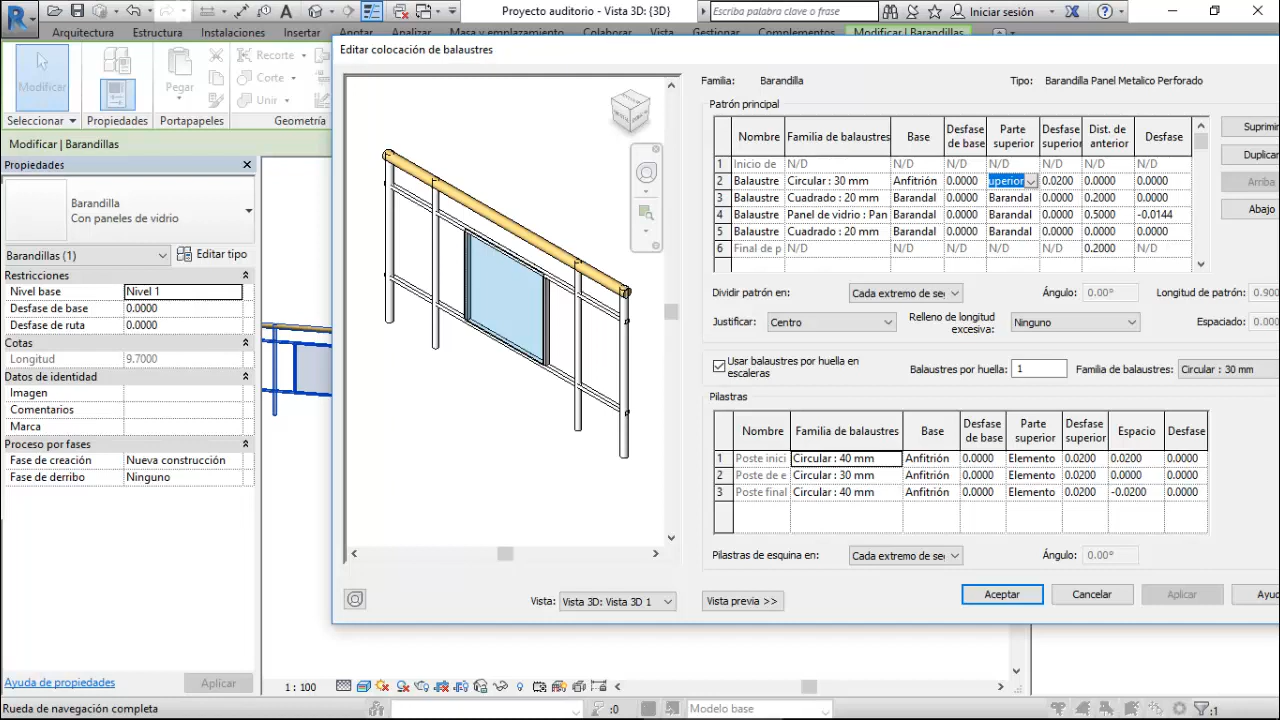 Proyecto auditorio - Vista 3D: {3D}
Escriba palabra clave o frase
Iniciar sesión
Arquitectura
Estructura
Instalaciones
Insertar
Anotar
Analizar
Masa y emplazamiento
Colaborar
Vista
Gestionar
Complementos
Modificar | Barandillas
Modificar
Pegar
Recorte
Corte
Unir
Seleccionar
Propiedades
Portapapeles
Geometría
Modificar | Barandillas
Propiedades
Barandilla
Con paneles de vidrio
Barandillas (1)
Editar tipo
Restricciones
Nivel base Nivel 1
Desfase de base 0.0000
Desfase de ruta 0.0000
Cotas
Longitud 9.7000
Datos de identidad
Imagen
Comentarios
Marca
Proceso por fases
Fase de creación Nueva construcción
Fase de derribo Ninguno
Ayuda de propiedades
Aplicar
Editar colocación de balaustres
Vista: Vista 3D: Vista 3D 1
Vista previa >>
Familia: Barandilla Tipo: Barandilla Panel Metalico Perforado
Patrón principal
Nombre Familia de balaustres Base Desfase de base Parte superior Desfase superior Dist. de anterior Desfase
1 Inicio de N/D N/D N/D N/D N/D N/D N/D
2 Balaustre Circular : 30 mm Anfitrión 0.0000 uperior 0.0200 0.0000 0.0000
3 Balaustre Cuadrado : 20 mm Barandal 0.0000 Barandal 0.0000 0.2000 0.0000
4 Balaustre Panel de vidrio : Pan Barandal 0.0000 Barandal 0.0000 0.5000 -0.0144
5 Balaustre Cuadrado : 20 mm Barandal 0.0000 Barandal 0.0000 0.0000 0.0000
6 Final de p N/D N/D N/D N/D N/D 0.2000 N/D
Suprimir
Duplicar
Arriba
Abajo
Dividir patrón en: Cada extremo de se Ángulo: 0.00° Longitud de patrón: 0.900
Justificar: Centro Relleno de longitud excesiva: Ninguno Espaciado: 0.000
Usar balaustres por huella en escaleras
Balaustres por huella: 1 Familia de balaustres: Circular : 30 mm
Pilastras
Nombre Familia de balaustres Base Desfase de base Parte superior Desfase superior Espacio Desfase
1 Poste inici Circular : 40 mm Anfitrión 0.0000 Elemento 0.0200 0.0200 0.0000
2 Poste de e Circular : 30 mm Anfitrión 0.0000 Elemento 0.0200 0.0000 0.0000
3 Poste final Circular : 40 mm Anfitrión 0.0000 Elemento 0.0200 -0.0200 0.0000
Pilastras de esquina en: Cada extremo de se Ángulo: 0.00°
Aceptar
Cancelar
Aplicar
Ayud
1 : 100
Rueda de navegación completa
:0
Modelo base
:1